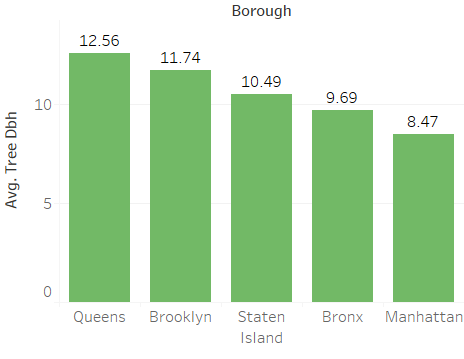 Borough
12.56
11.74
10.49
9.69
8.47
10
5
0
Avg. Tree Dbh
Queens Brooklyn Staten Island Bronx Manhattan